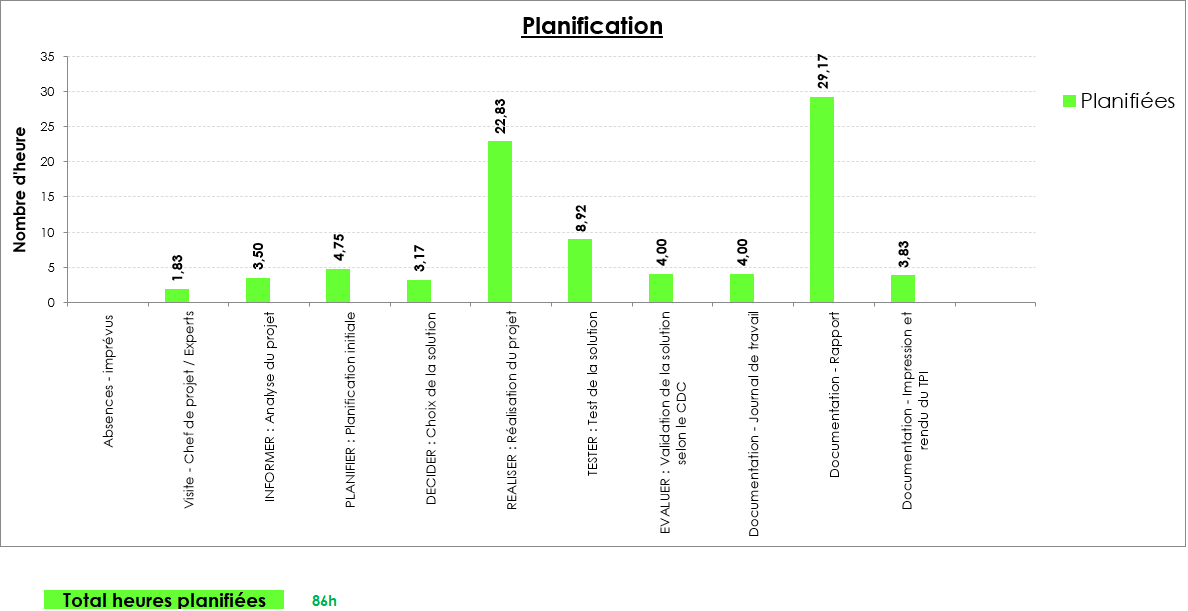 Planification
35
30
25
20
15
10
5
0
Nombre d'heure
1,83
3,50
4,75
3,17
22,83
8,92
4,00
4,00
29,17
3,83
Planifiées
Absences - imprévus
Visite - Chef de projet / Experts
INFORMER : Analyse du projet
PLANIFIER : Planification initiale
DECIDER : Choix de la solution
REALISER : Réalisation du projet
TESTER : Test de la solution
EVALUER : Validation de la solution
selon le CDC
Documentation - Journal de travail
Documentation - Rapport
Documentation - Impression et
rendu du TPI
Total heures planifiées 86h